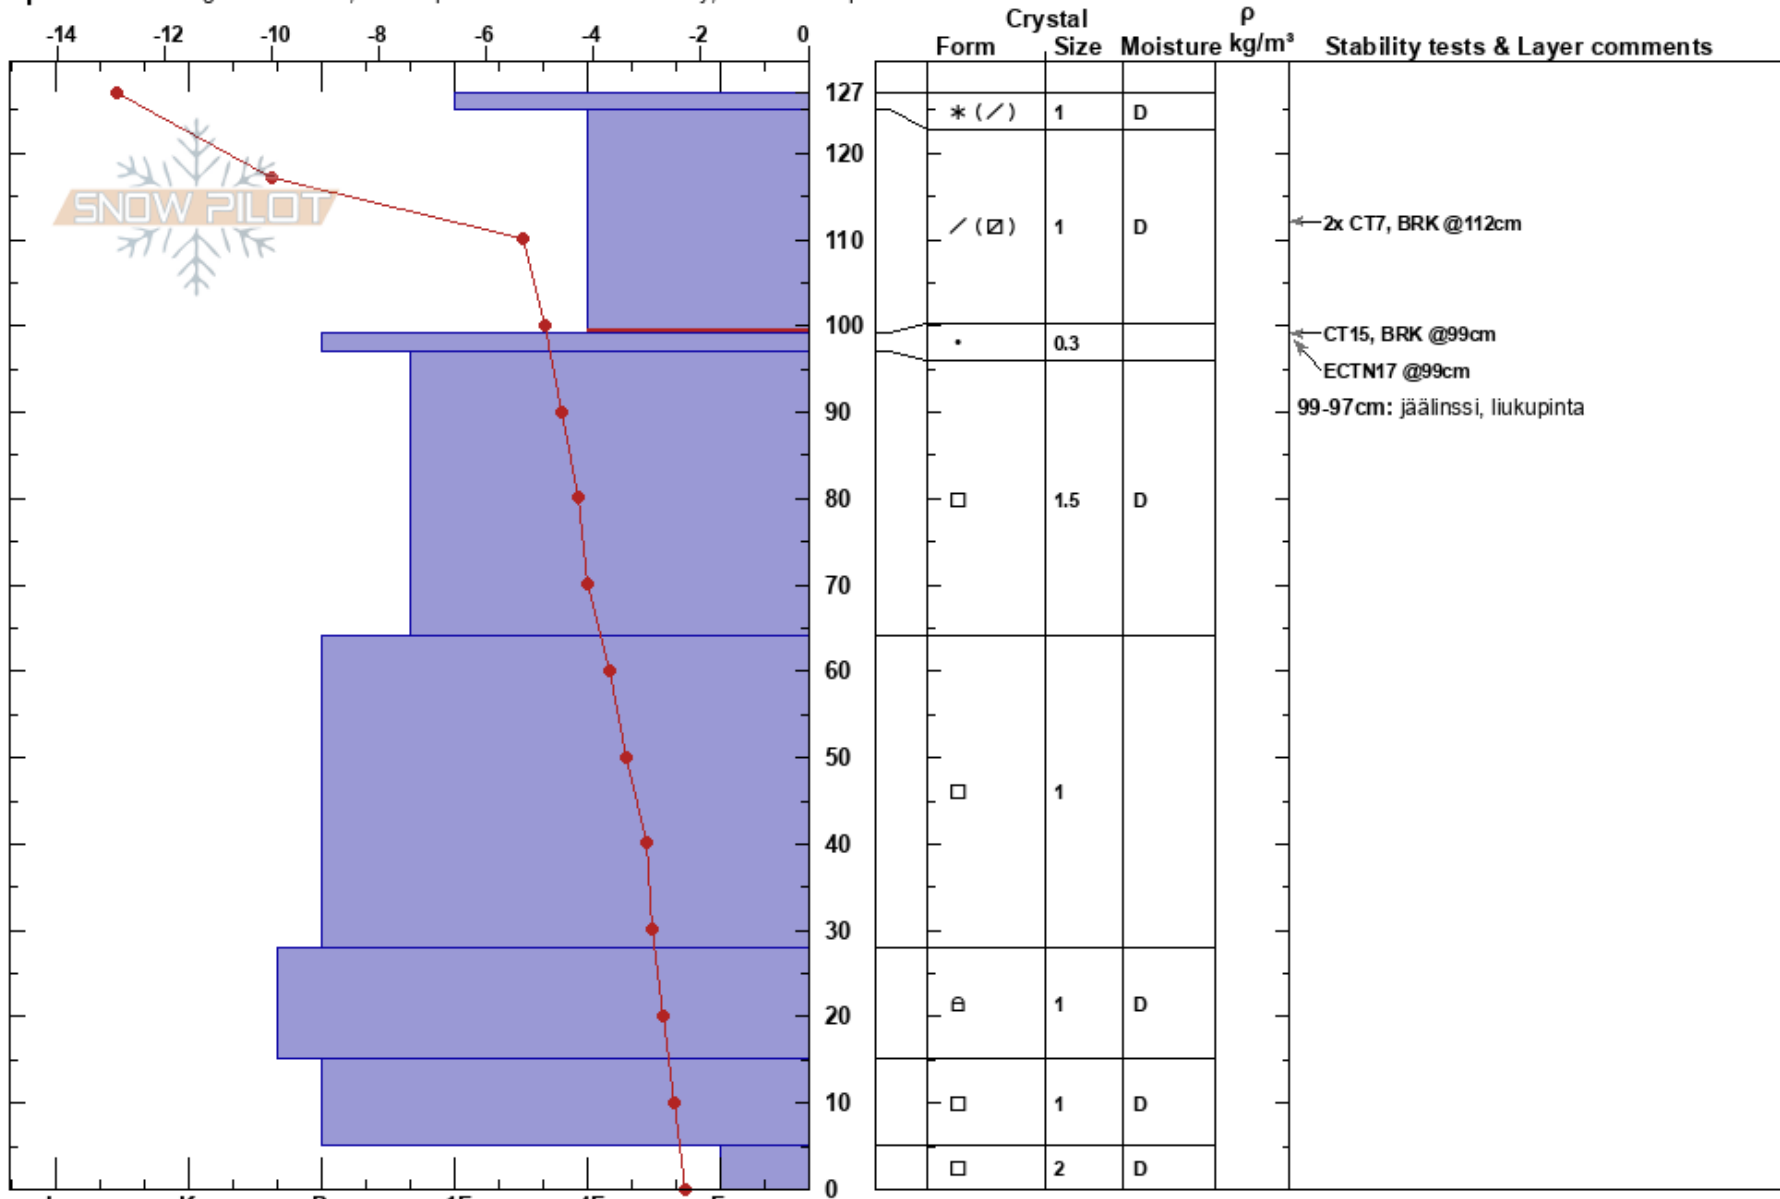 Crystal ρ
-14 -12 -10 -8 -6 -4 -2 0 Form Size Moisture kg/m³ Stability tests & Layer comments
127
* (/) 1 D
120
SNOW PILOT
/ (⧄) 1 D 2x CT7, BRK @112cm
110
100
CT15, BRK @99cm
• 0.3
ECTN17 @99cm
99-97cm: jäälinssi, liukupinta
90
80 □ 1.5 D
70
60
50
□ 1
40
30
20 1 D
10 □ 1 D
□ 2 D
0